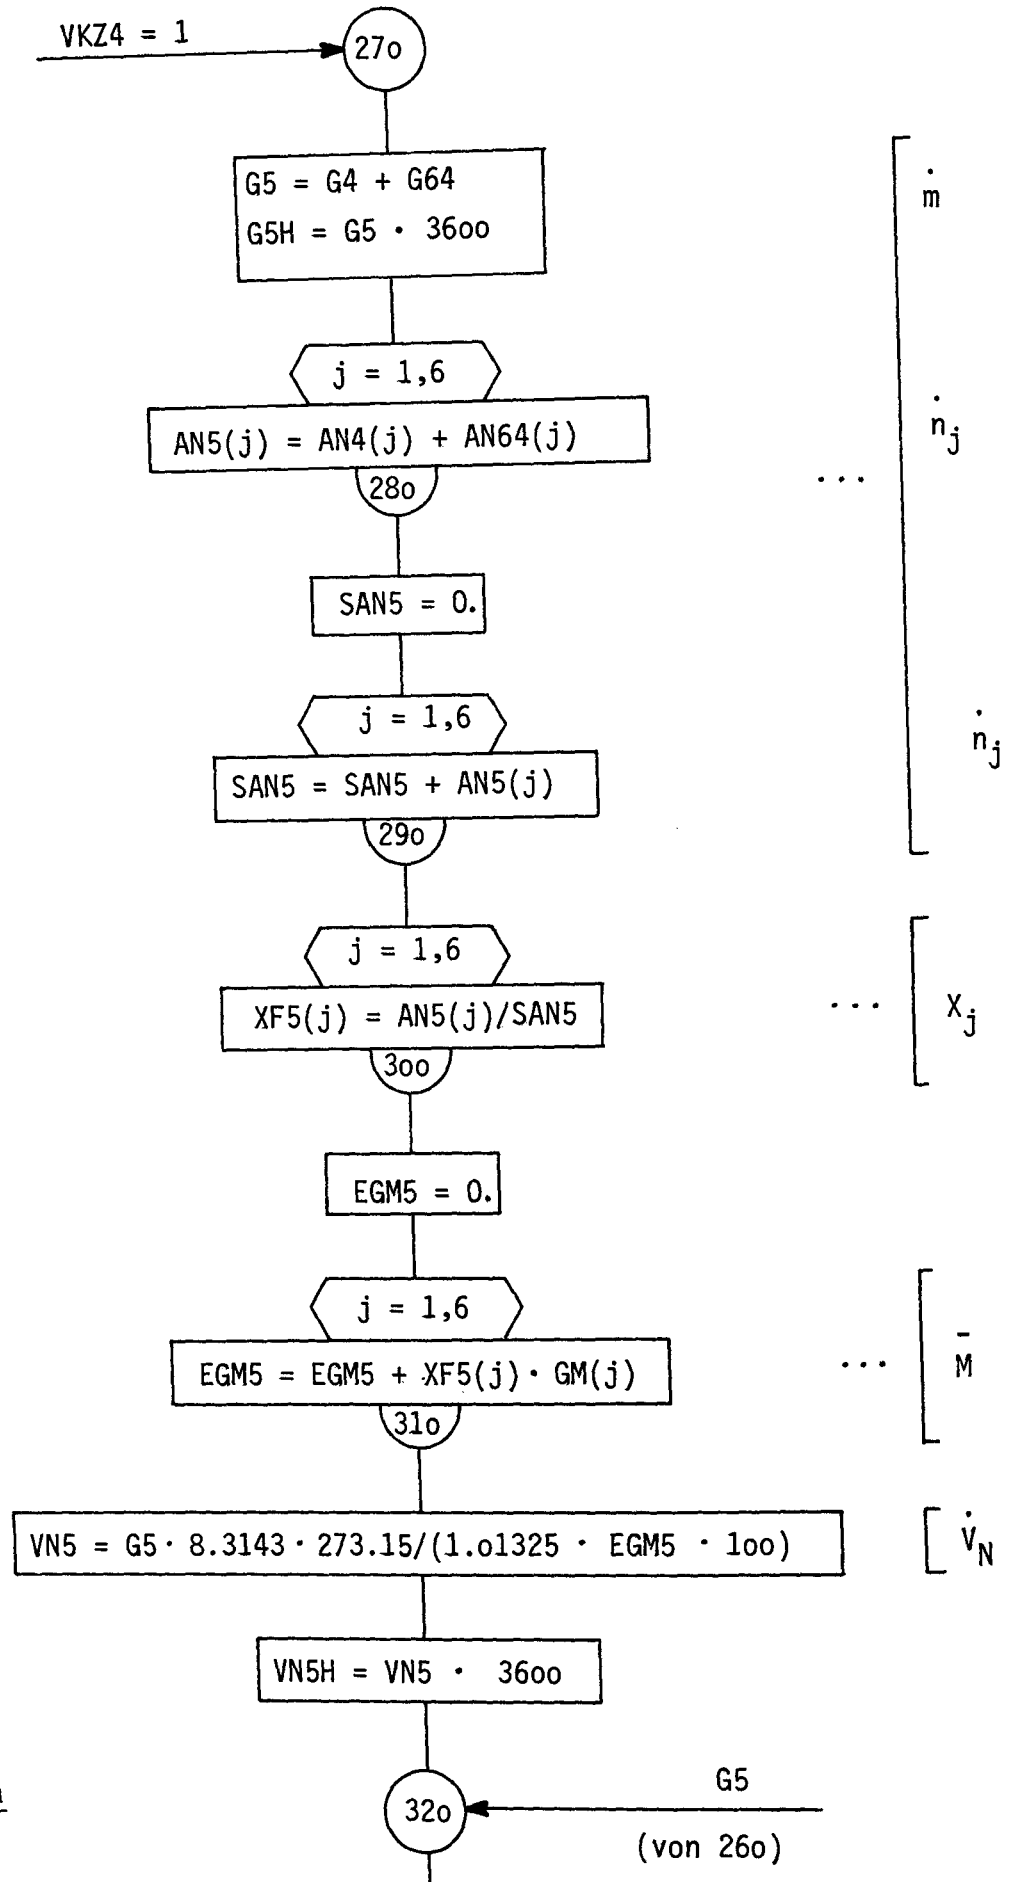 VKZ4 = 1
27o
G5 = G4 + G64
G5H = G5 · 36oo
ṁ
j = 1,6
AN5(j) = AN4(j) + AN64(j)
28o
... ṅj
SAN5 = 0.
j = 1,6
SAN5 = SAN5 + AN5(j)
29o
ṅj
j = 1,6
XF5(j) = AN5(j)/SAN5
3oo
... Xj
EGM5 = 0.
j = 1,6
EGM5 = EGM5 + XF5(j) · GM(j)
31o
... M̄
VN5 = G5 · 8.3143 · 273.15/(1.o1325 · EGM5 · 1oo)
V̇N
VN5H = VN5 · 36oo
32o
G5
(von 26o)